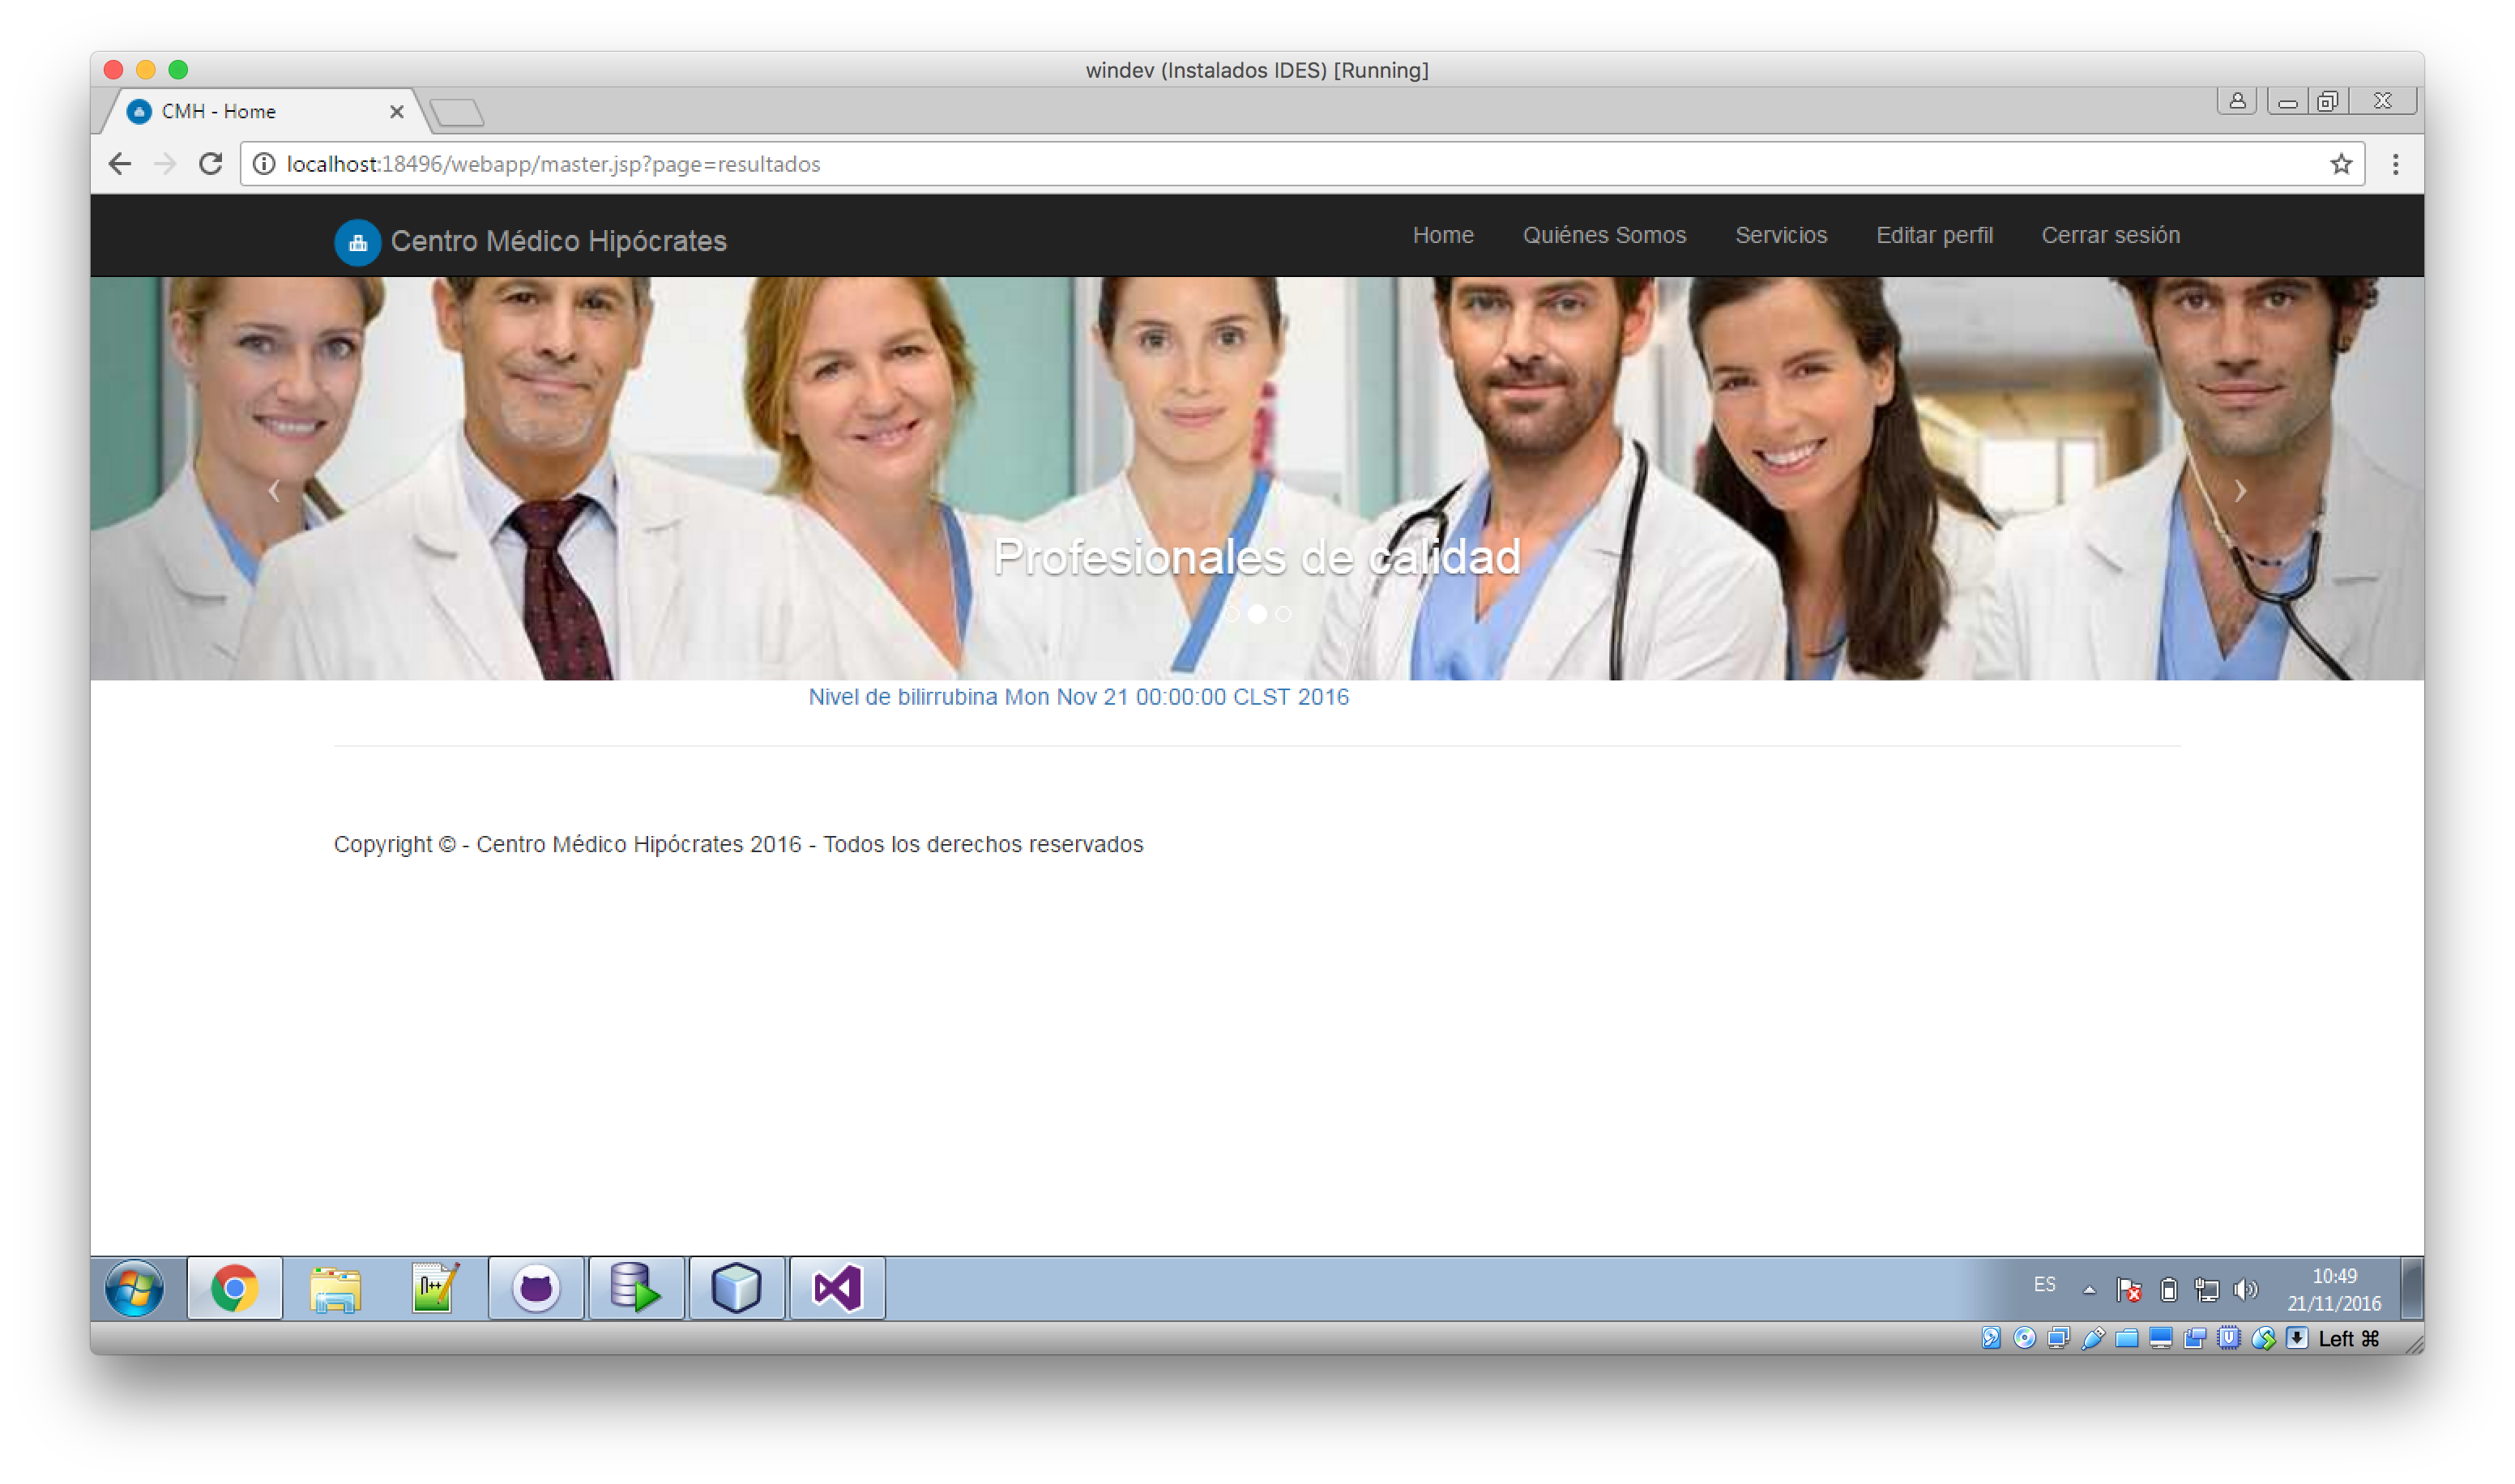 windev (Instalados IDES) [Running]
CMH - Home
localhost:18496/webapp/master.jsp?page=resultados
Centro Médico Hipócrates
Home
Quiénes Somos
Servicios
Editar perfil
Cerrar sesión
Profesionales de calidad
Nivel de bilirrubina Mon Nov 21 00:00:00 CLST 2016
Copyright © - Centro Médico Hipócrates 2016 - Todos los derechos reservados
ES
10:49
21/11/2016
Left ⌘